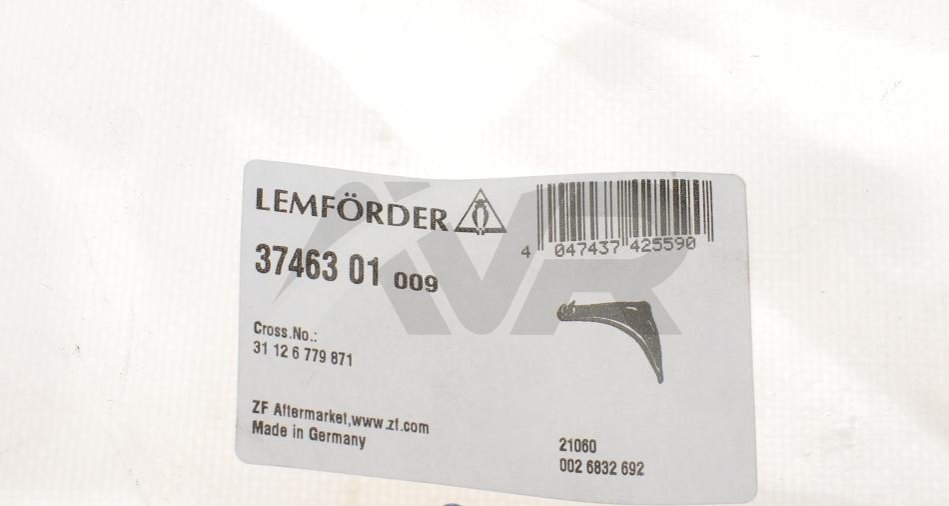 LEMFÖRDER
4 047437 425590
37463 01 009
Cross.No.:
31 12 6 779 871
ZF Aftermarket,www.zf.com
Made in Germany
21060
002 6832 692
IVR